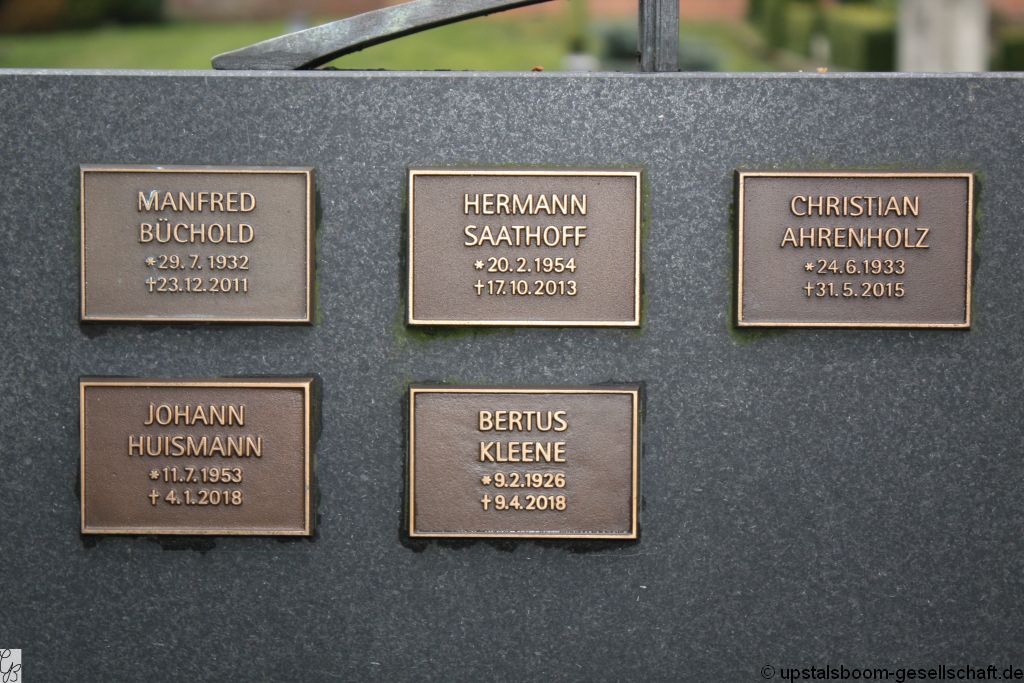 MANFRED
BÜCHOLD
*29.7.1932
†23.12.2011
HERMANN
SAATHOFF
*20.2.1954
†17.10.2013
CHRISTIAN
AHRENHOLZ
*24.6.1933
†31.5.2015
JOHANN
HUISMANN
*11.7.1953
†4.1.2018
BERTUS
KLEENE
*9.2.1926
†9.4.2018
© upstalsboom-gesellschaft.de